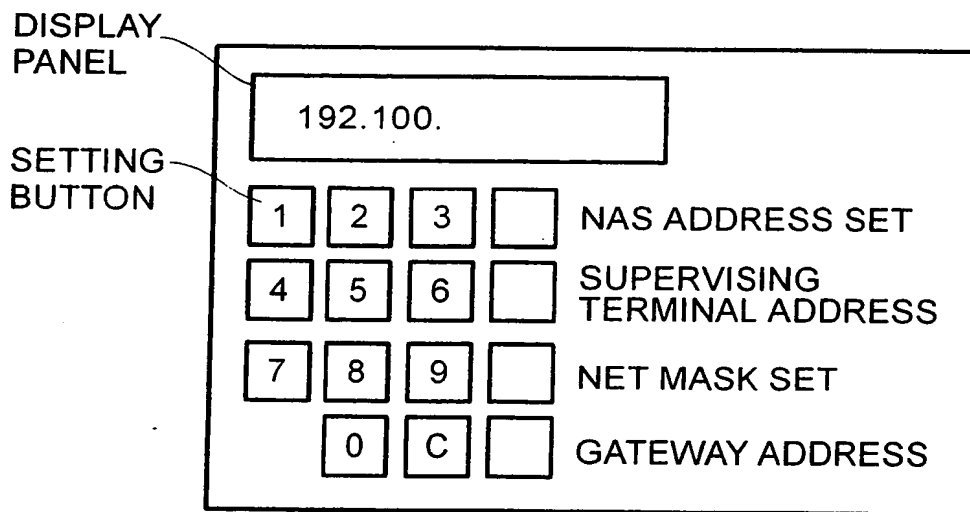 DISPLAY
PANEL
192.100.
SETTING
BUTTON
1 2 3 NAS ADDRESS SET
4 5 6 SUPERVISING
TERMINAL ADDRESS
7 8 9 NET MASK SET
0 C GATEWAY ADDRESS